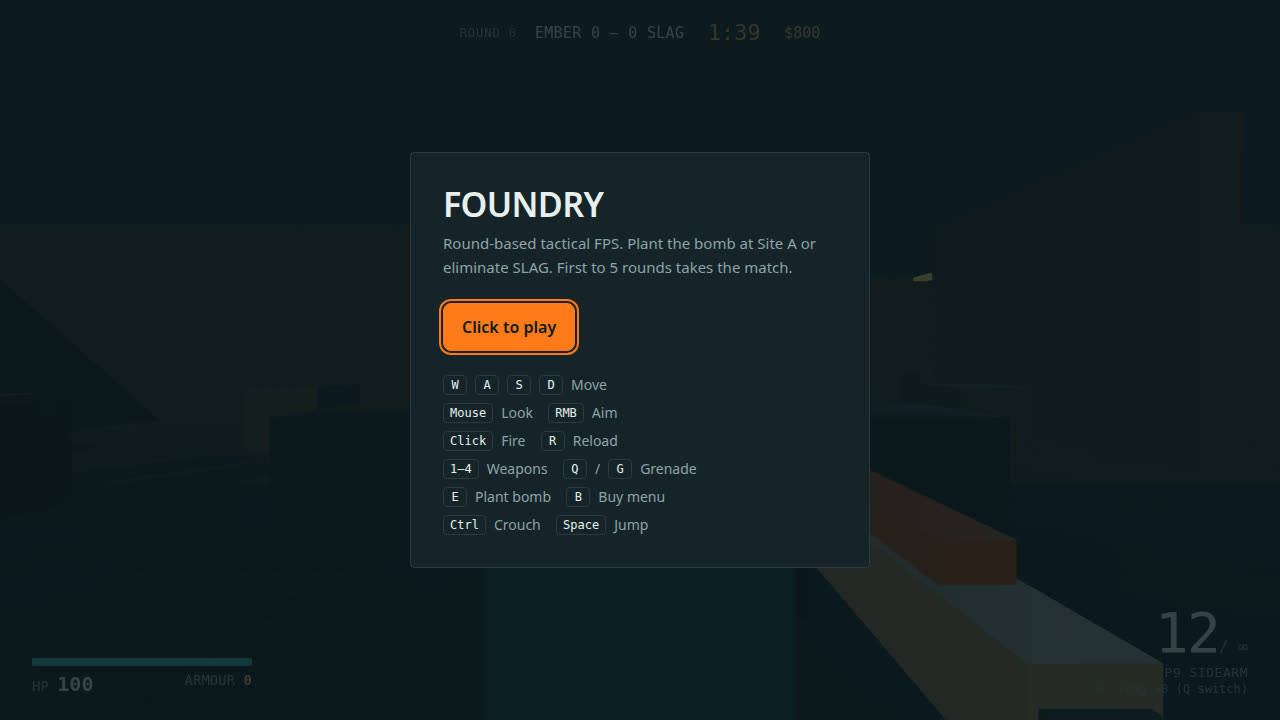 ROUND 0 EMBER 0 — 0 SLAG 1:39 $800
FOUNDRY
Round-based tactical FPS. Plant the bomb at Site A or
eliminate SLAG. First to 5 rounds takes the match.
Click to play
W A S D Move
Mouse Look RMB Aim
Click Fire R Reload
1–4 Weapons Q / G Grenade
E Plant bomb B Buy menu
Ctrl Crouch Space Jump
HP 100 ARMOUR 0
12 / ∞
P9 SIDEARM
(Q switch)